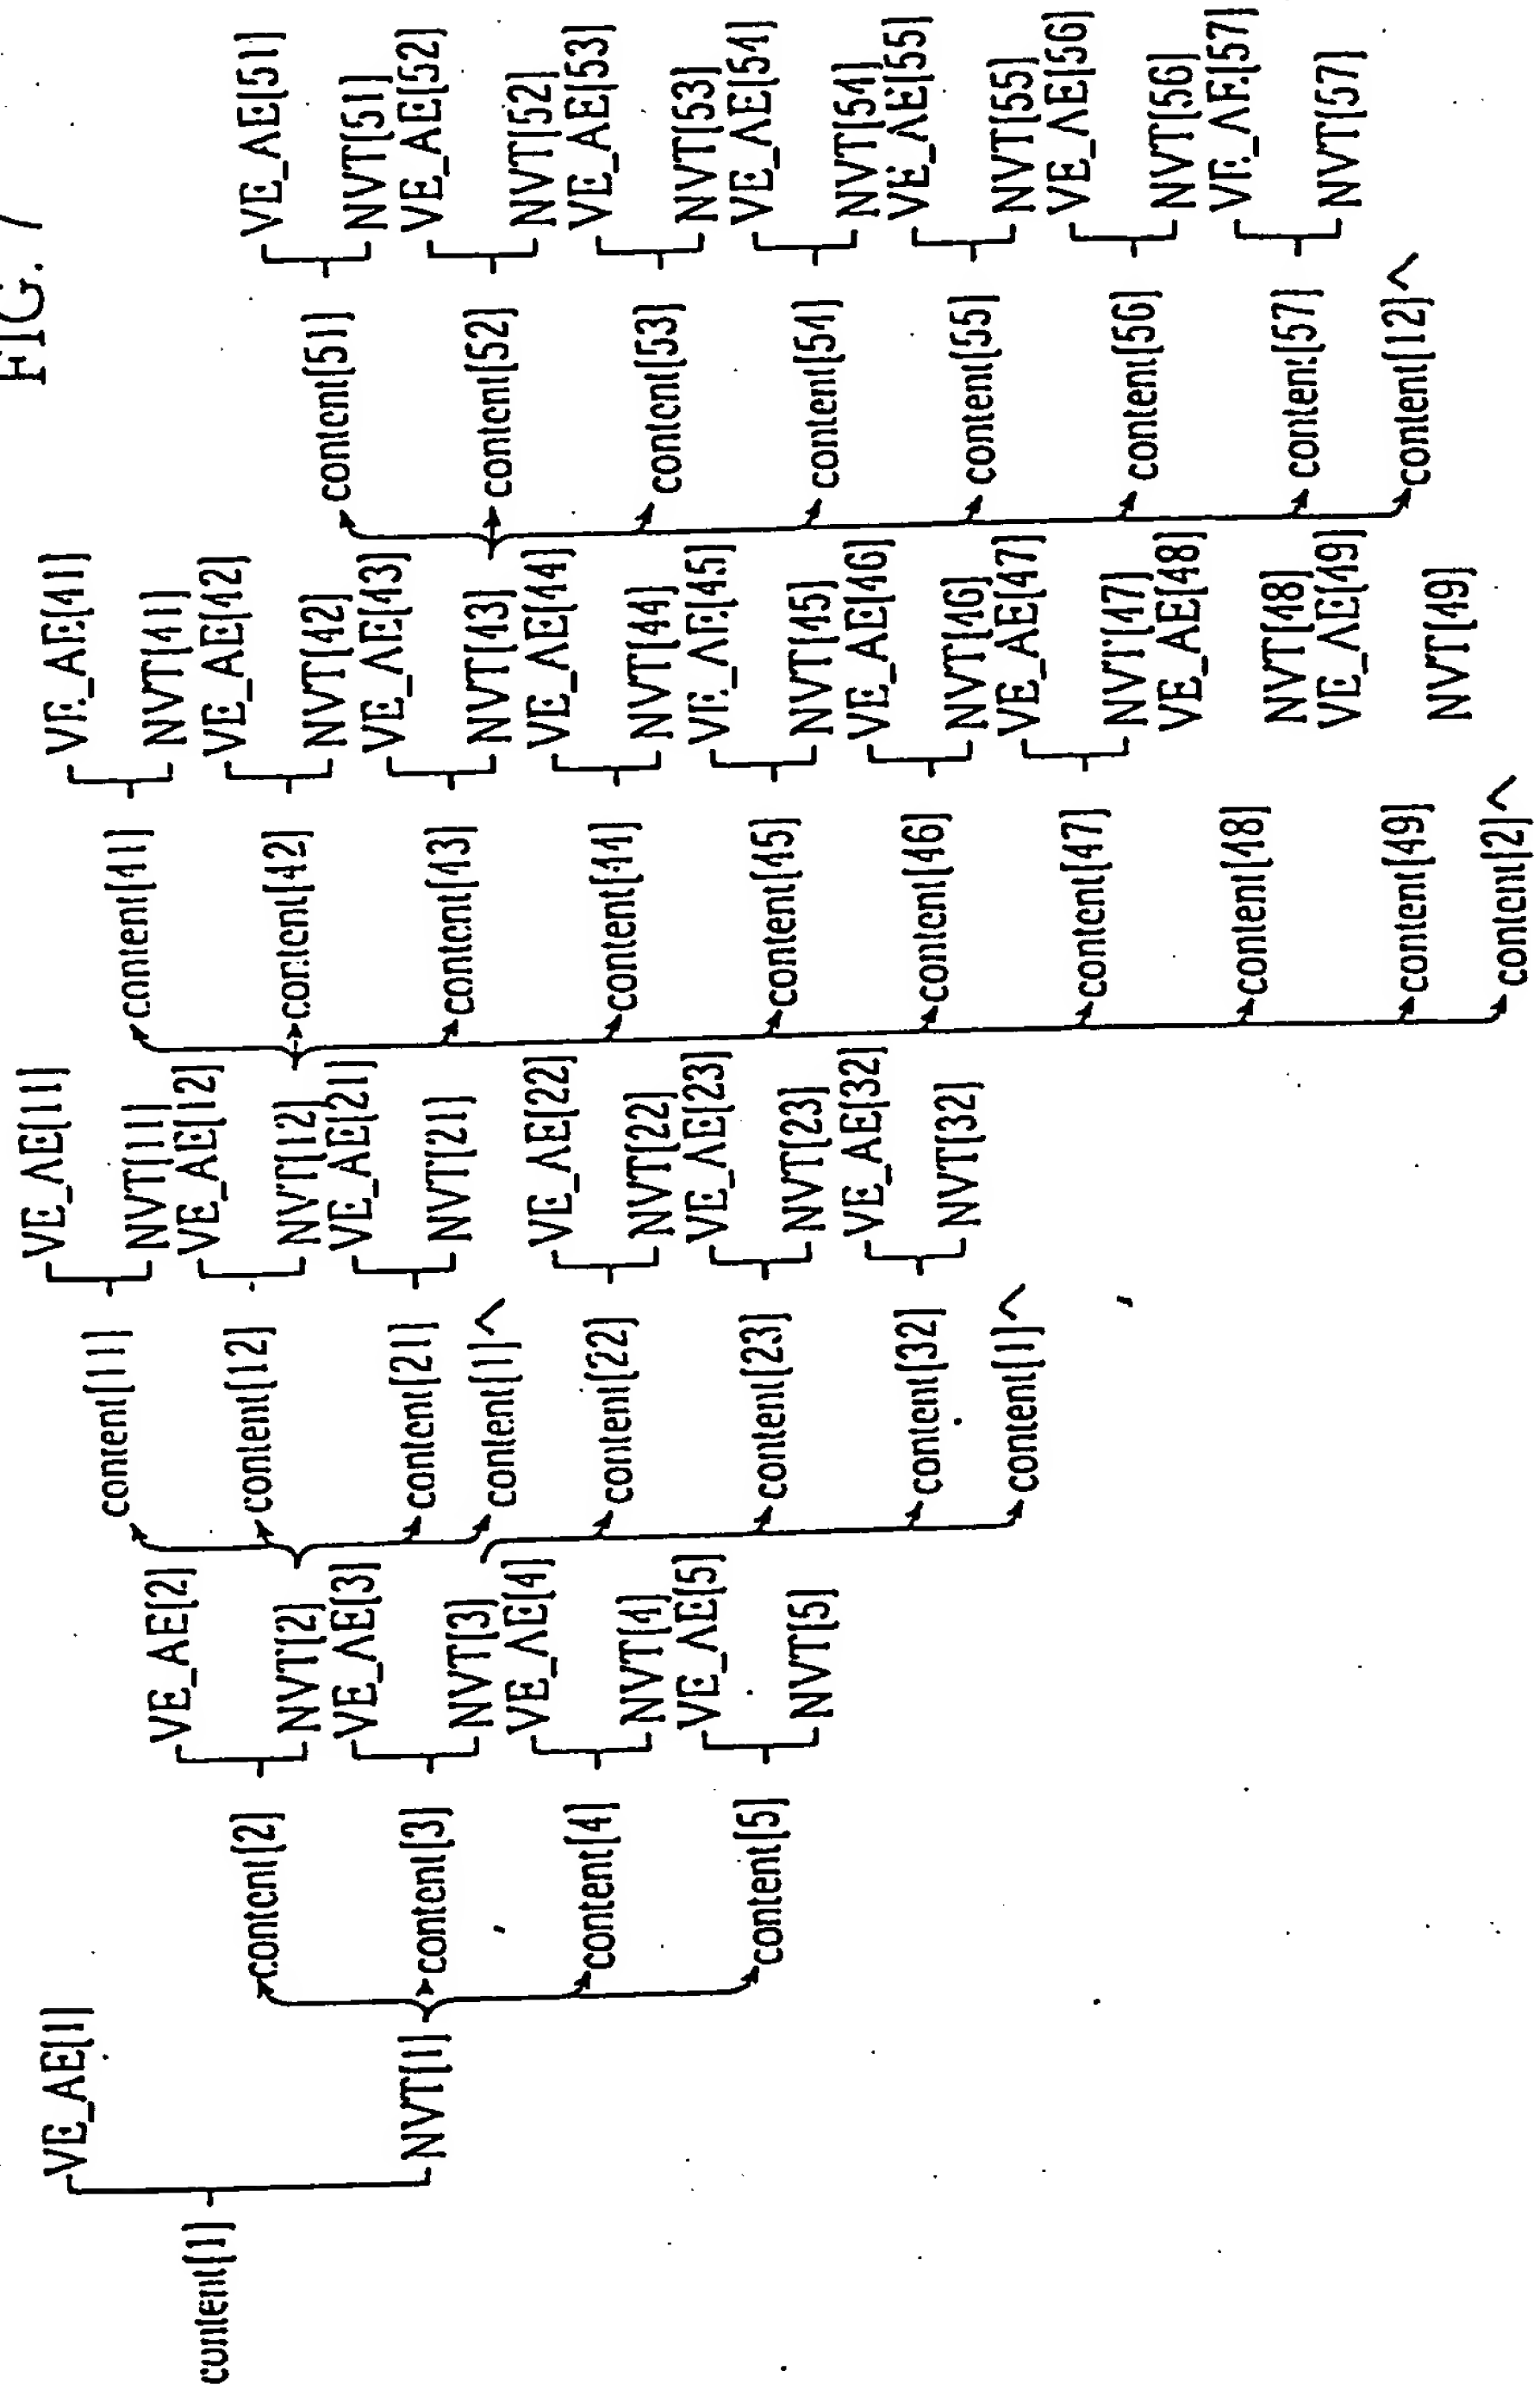 FIG. 7
content[1]
VE_AE[1]
NVT[1]
content[2]
content[3]
content[4]
content[5]
VE_AE[2]
NVT[2]
VE_AE[3]
NVT[3]
VE_AE[4]
NVT[4]
VE_AE[5]
NVT[5]
content[11]
content[12]
content[21]
content[1]^
content[22]
content[23]
content[32]
content[1]^
VE_AE[11]
NVT[11]
VE_AE[12]
NVT[12]
VE_AE[21]
NVT[21]
VE_AE[22]
NVT[22]
VE_AE[23]
NVT[23]
VE_AE[32]
NVT[32]
content[41]
content[42]
content[43]
content[44]
content[45]
content[46]
content[47]
content[48]
content[49]
content[2]^
VE_AE[41]
NVT[41]
VE_AE[42]
NVT[42]
VE_AE[43]
NVT[43]
VE_AE[44]
NVT[44]
VE_AE[45]
NVT[45]
VE_AE[46]
NVT[46]
VE_AE[47]
NVT[47]
VE_AE[48]
NVT[48]
VE_AE[49]
NVT[49]
content[51]
content[52]
content[53]
content[54]
content[55]
content[56]
content[57]
content[12]^
VE_AE[51]
NVT[51]
VE_AE[52]
NVT[52]
VE_AE[53]
NVT[53]
VE_AE[54]
NVT[54]
VE_AE[55]
NVT[55]
VE_AE[56]
NVT[56]
VE_AE[57]
NVT[57]